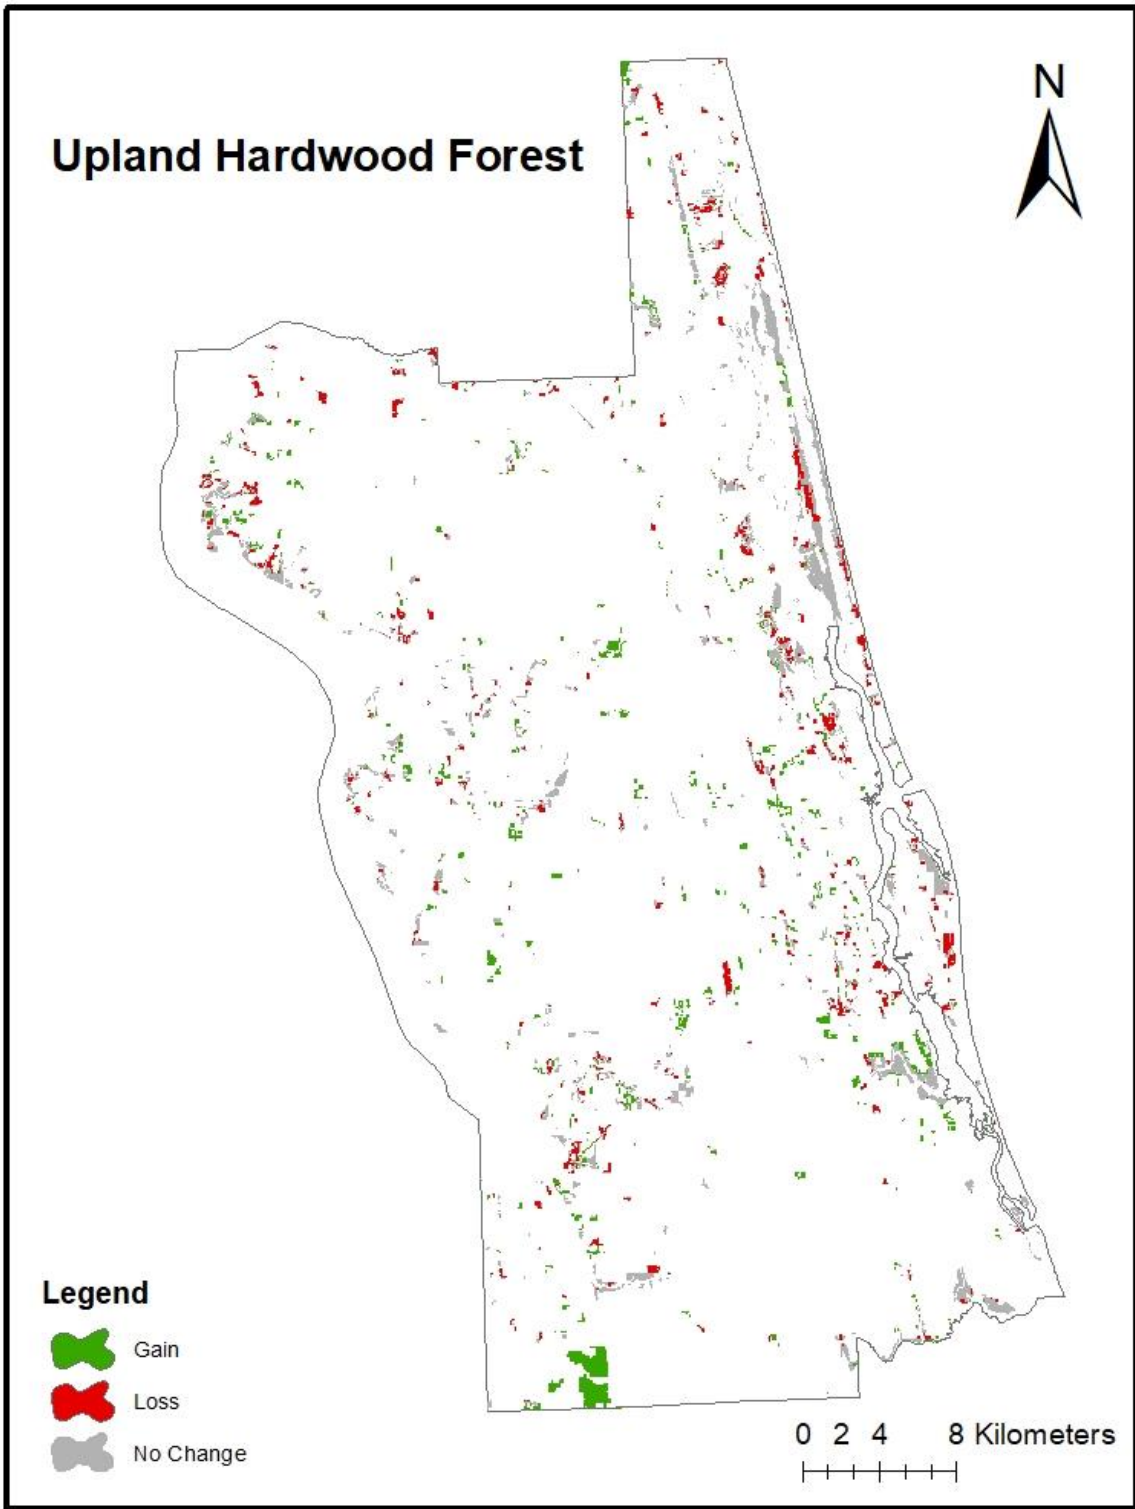 N
Upland Hardwood Forest
Legend
Gain
Loss
No Change
0 2 4 8 Kilometers